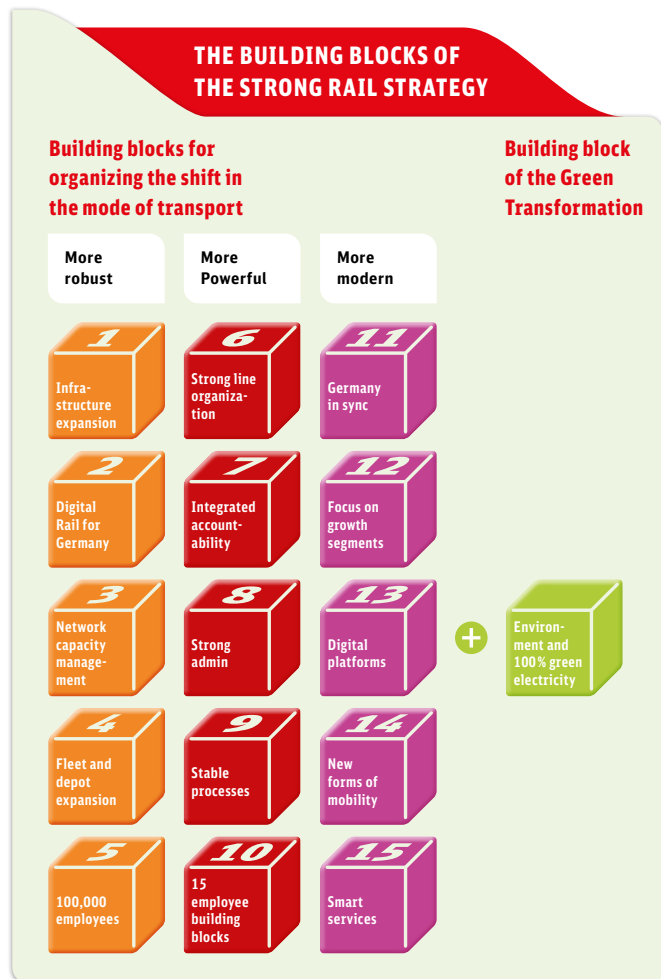 THE BUILDING BLOCKS OF
THE STRONG RAIL STRATEGY
Building blocks for
organizing the shift in
the mode of transport
Building block
of the Green
Transformation
More
robust
More
Powerful
More
modern
1
Infra-
structure
expansion
6
Strong line
organiza-
tion
11
Germany
in sync
2
Digital
Rail for
Germany
7
Integrated
account-
ability
12
Focus on
growth
segments
3
Network
capacity
manage-
ment
8
Strong
admin
13
Digital
platforms
+
Environ-
ment and
100% green
electricity
4
Fleet and
depot
expansion
9
Stable
processes
14
New
forms of
mobility
5
100,000
employees
10
15
employee
building
blocks
15
Smart
services